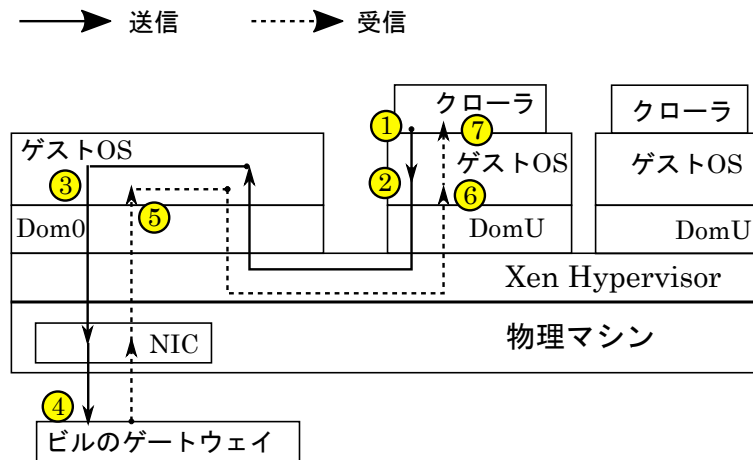 送信 受信
クローラ
クローラ
① ⑦
ゲストOS
ゲストOS
ゲストOS
③ ② ⑥
⑤
Dom0
DomU
DomU
Xen Hypervisor
NIC
物理マシン
④
ビルのゲートウェイ